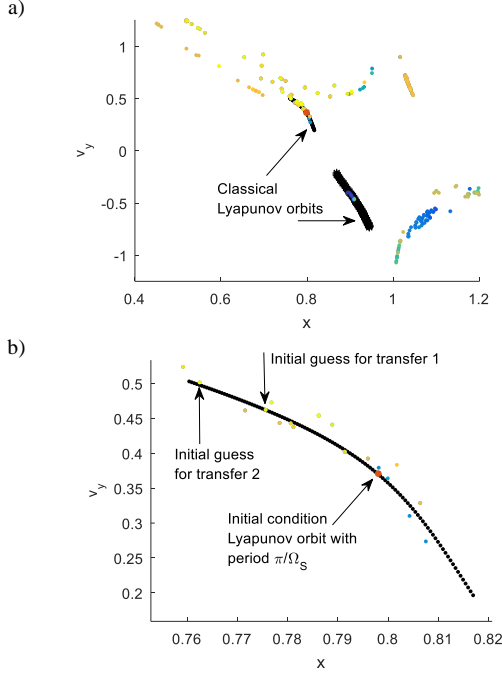 a)
1
0.5
0
-0.5
-1
v_y
Classical
Lyapunov orbits
0.4 0.6 0.8 1 1.2
x
b)
0.5
0.45
0.4
0.35
0.3
0.25
0.2
v_y
Initial guess for transfer 1
Initial guess
for transfer 2
Initial condition
Lyapunov orbit with
period π/Ω_S
0.76 0.77 0.78 0.79 0.8 0.81 0.82
x